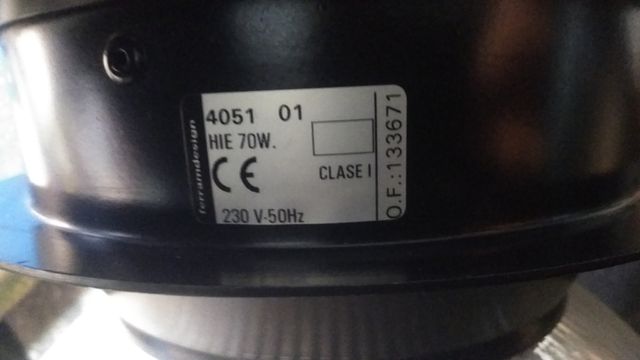 ferramdesign
4051 01
HIE 70W.
CE
CLASE I
230 V-50Hz
O.F.:133671